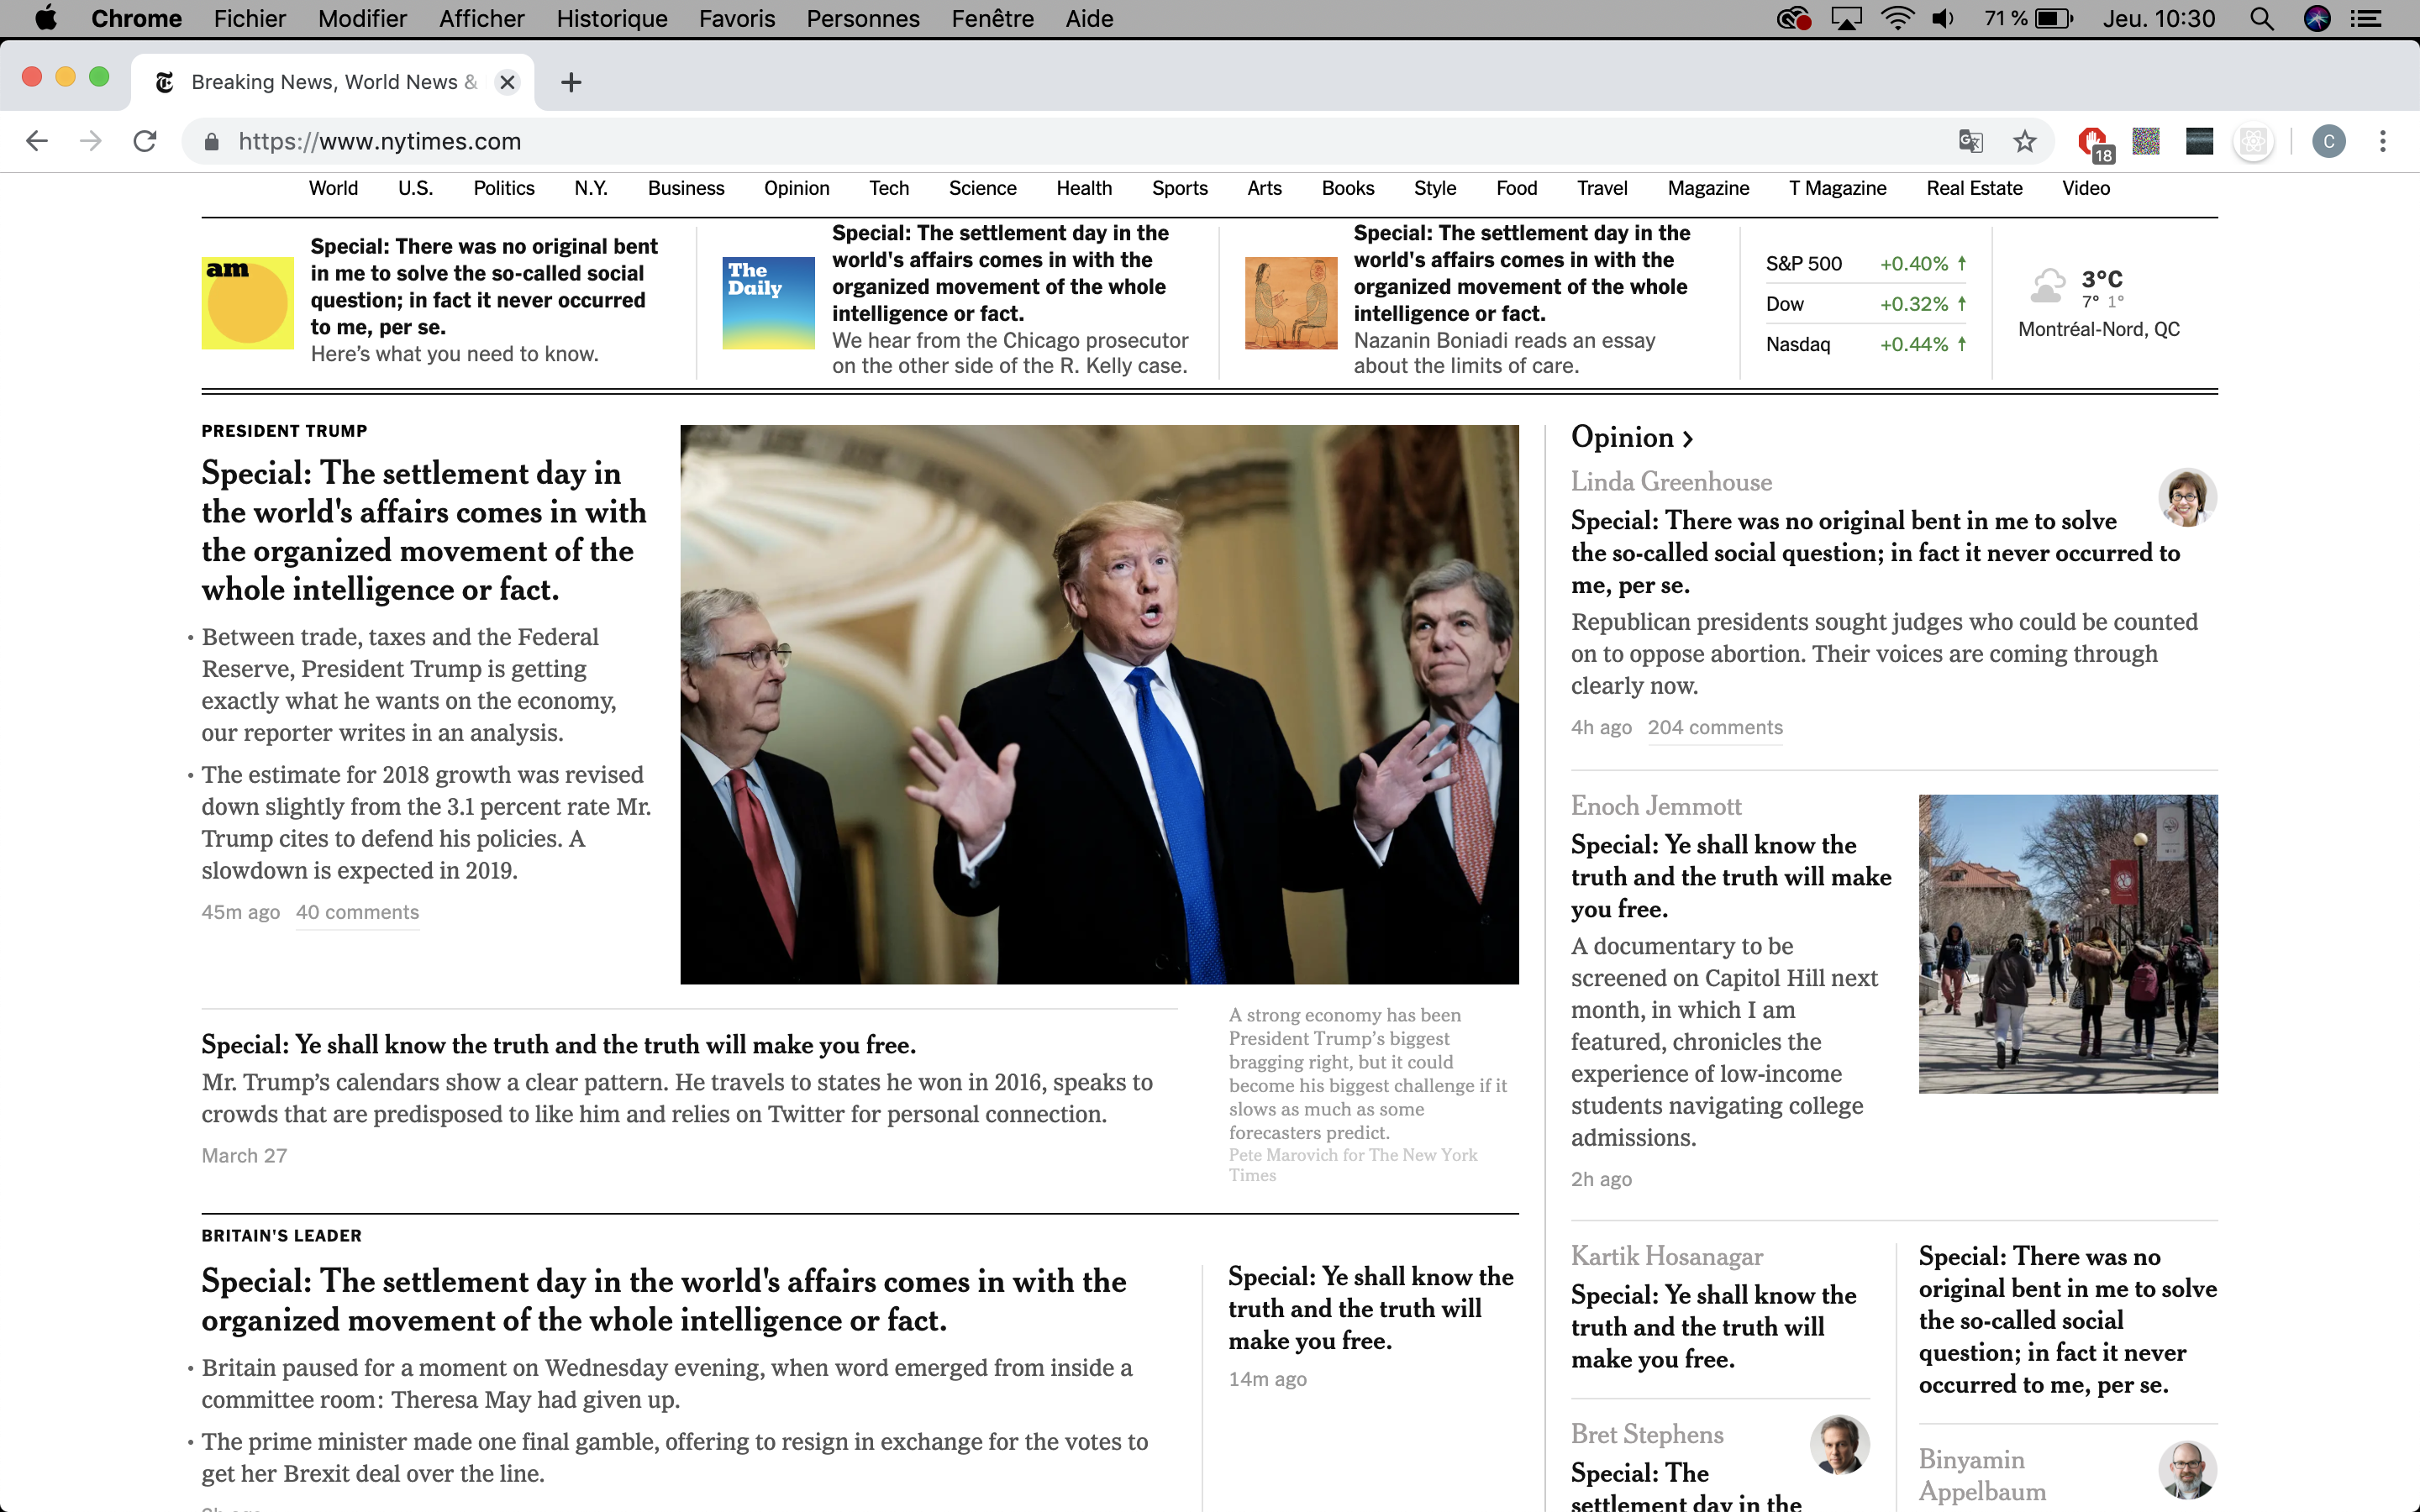 Chrome Fichier Modifier Afficher Historique Favoris Personnes Fenêtre Aide 71 % Jeu. 10:30
Breaking News, World News &
https://www.nytimes.com 18 C
World U.S. Politics N.Y. Business Opinion Tech Science Health Sports Arts Books Style Food Travel Magazine T Magazine Real Estate Video
am
Special: There was no original bent
in me to solve the so-called social
question; in fact it never occurred
to me, per se.
Here’s what you need to know.
The
Daily
Special: The settlement day in the
world's affairs comes in with the
organized movement of the whole
intelligence or fact.
We hear from the Chicago prosecutor
on the other side of the R. Kelly case.
Special: The settlement day in the
world's affairs comes in with the
organized movement of the whole
intelligence or fact.
Nazanin Boniadi reads an essay
about the limits of care.
S&P 500 +0.40% ↑
Dow +0.32% ↑
Nasdaq +0.44% ↑
3°C
7° 1°
Montréal-Nord, QC
PRESIDENT TRUMP
Special: The settlement day in
the world's affairs comes in with
the organized movement of the
whole intelligence or fact.
• Between trade, taxes and the Federal
Reserve, President Trump is getting
exactly what he wants on the economy,
our reporter writes in an analysis.
• The estimate for 2018 growth was revised
down slightly from the 3.1 percent rate Mr.
Trump cites to defend his policies. A
slowdown is expected in 2019.
45m ago 40 comments
Special: Ye shall know the truth and the truth will make you free.
Mr. Trump’s calendars show a clear pattern. He travels to states he won in 2016, speaks to
crowds that are predisposed to like him and relies on Twitter for personal connection.
March 27
A strong economy has been
President Trump’s biggest
bragging right, but it could
become his biggest challenge if it
slows as much as some
forecasters predict.
Pete Marovich for The New York
Times
BRITAIN'S LEADER
Special: The settlement day in the world's affairs comes in with the
organized movement of the whole intelligence or fact.
• Britain paused for a moment on Wednesday evening, when word emerged from inside a
committee room: Theresa May had given up.
• The prime minister made one final gamble, offering to resign in exchange for the votes to
get her Brexit deal over the line.
Special: Ye shall know the
truth and the truth will
make you free.
14m ago
Opinion >
Linda Greenhouse
Special: There was no original bent in me to solve
the so-called social question; in fact it never occurred to
me, per se.
Republican presidents sought judges who could be counted
on to oppose abortion. Their voices are coming through
clearly now.
4h ago 204 comments
Enoch Jemmott
Special: Ye shall know the
truth and the truth will make
you free.
A documentary to be
screened on Capitol Hill next
month, in which I am
featured, chronicles the
experience of low-income
students navigating college
admissions.
2h ago
Kartik Hosanagar
Special: Ye shall know the
truth and the truth will
make you free.
Bret Stephens
Special: The
settlement day in the
Special: There was no
original bent in me to solve
the so-called social
question; in fact it never
occurred to me, per se.
Binyamin
Appelbaum